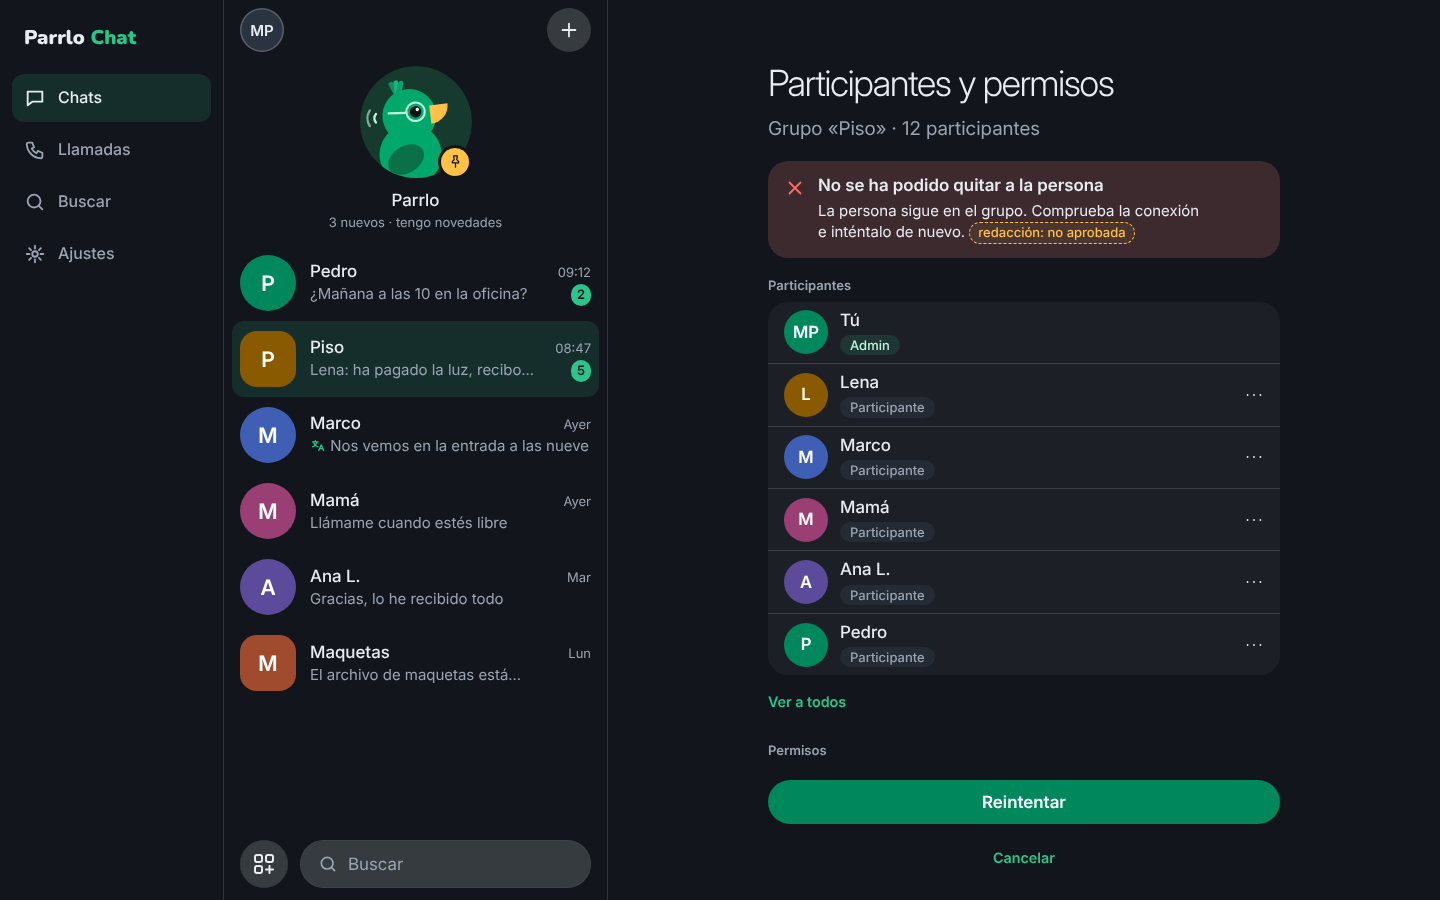 Parrlo Chat
Chats
Llamadas
Buscar
Ajustes
MP
Parrlo
3 nuevos · tengo novedades
P
Pedro
09:12
¿Mañana a las 10 en la oficina?
2
P
Piso
08:47
Lena: ha pagado la luz, recibo...
5
M
Marco
Ayer
Nos vemos en la entrada a las nueve
M
Mamá
Ayer
Llámame cuando estés libre
A
Ana L.
Mar
Gracias, lo he recibido todo
M
Maquetas
Lun
El archivo de maquetas está...
Buscar
Participantes y permisos
Grupo «Piso» · 12 participantes
No se ha podido quitar a la persona
La persona sigue en el grupo. Comprueba la conexión
e inténtalo de nuevo. redacción: no aprobada
Participantes
MP
Tú
Admin
L
Lena
Participante
M
Marco
Participante
M
Mamá
Participante
A
Ana L.
Participante
P
Pedro
Participante
Ver a todos
Permisos
Reintentar
Cancelar